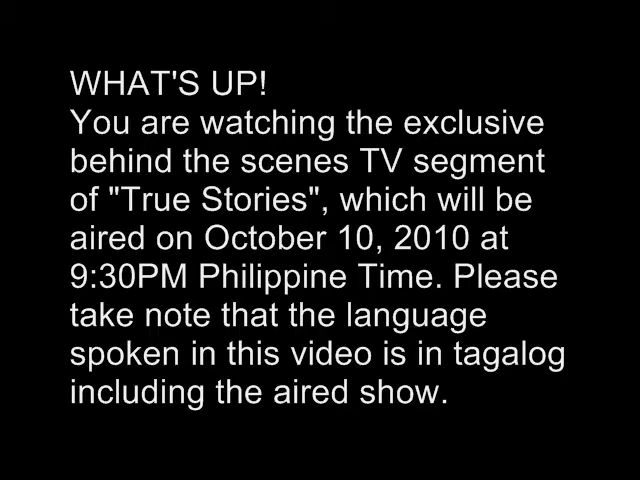 WHAT'S UP!
You are watching the exclusive
behind the scenes TV segment
of "True Stories", which will be
aired on October 10, 2010 at
9:30PM Philippine Time. Please
take note that the language
spoken in this video is in tagalog
including the aired show.